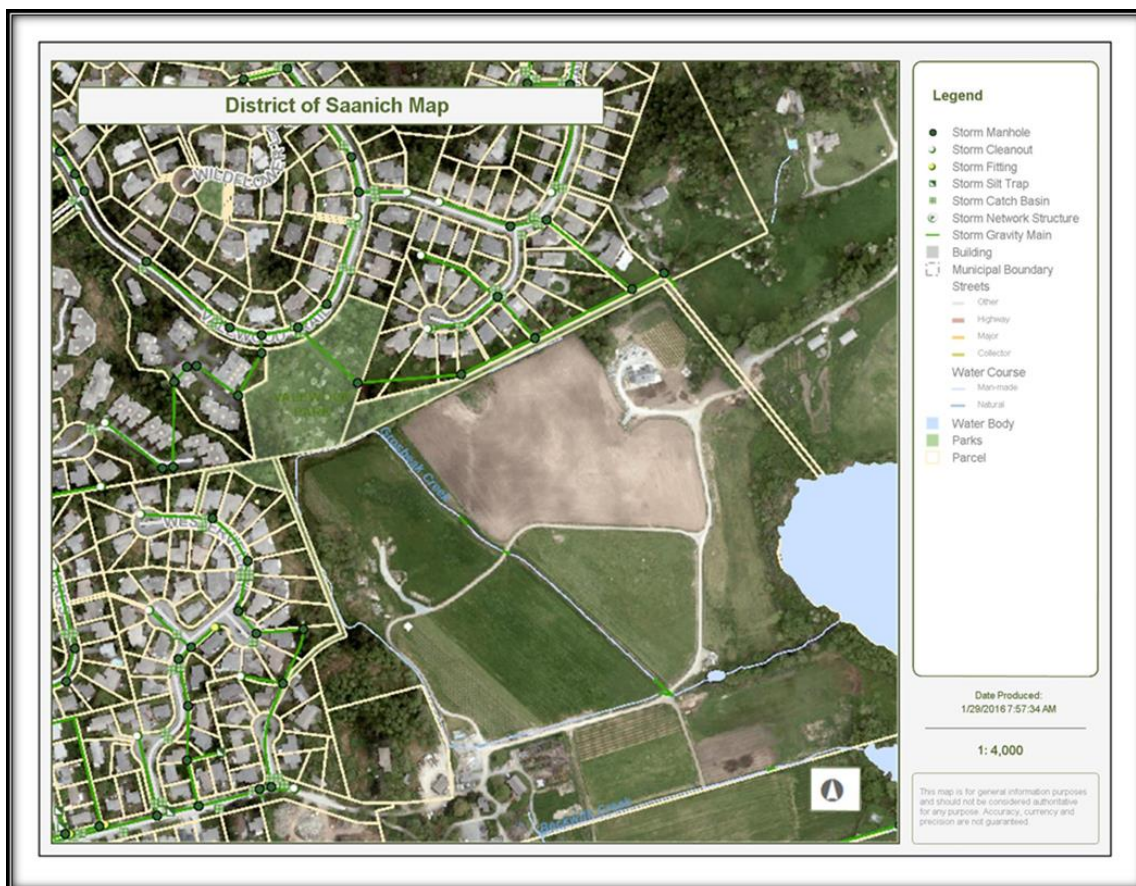 District of Saanich Map
WILDFLOWER
Grosbeak Creek
Legend
Storm Manhole
Storm Cleanout
Storm Fitting
Storm Silt Trap
Storm Catch Basin
Storm Network Structure
Storm Gravity Main
Building
Municipal Boundary
Streets
Other
Highway
Major
Collector
Water Course
Man-made
Natural
Water Body
Parks
Parcel
Date Produced:
1/29/2016 7:57:34 AM
1: 4,000
This map is for general information purposes
and should not be considered authoritative
for any purpose. Accuracy, currency and
precision are not guaranteed.